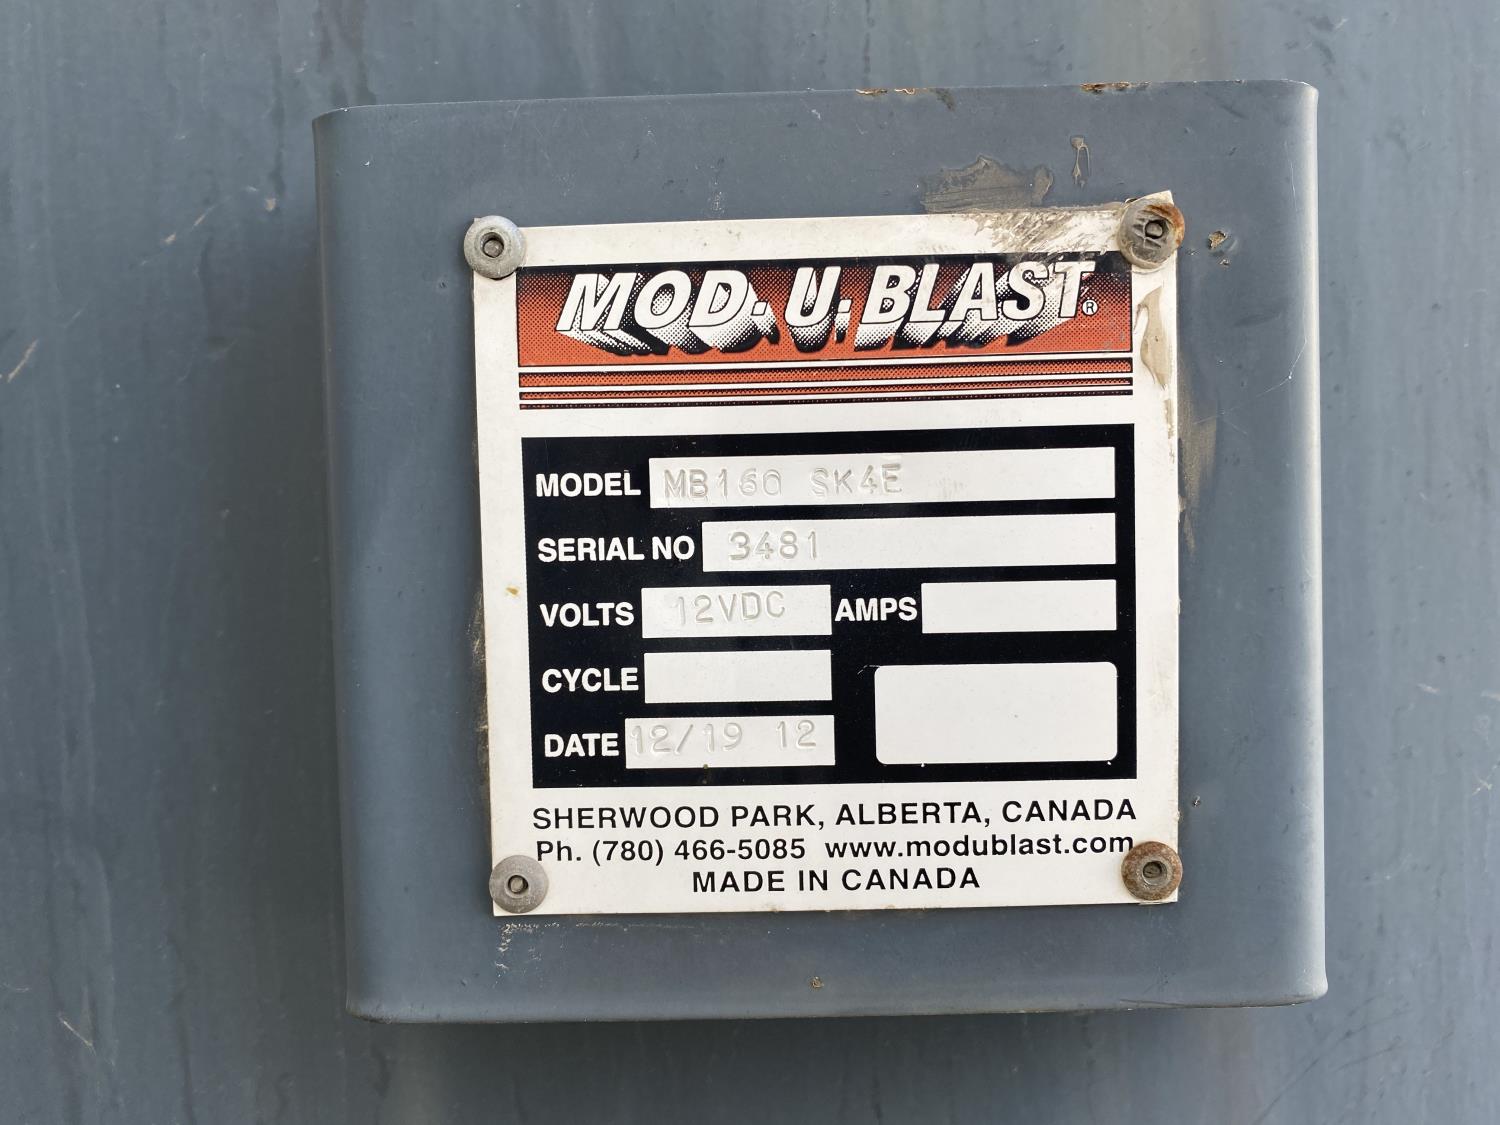 MOD·U·BLAST®
MODEL MB160 SK4E
SERIAL NO 3481
VOLTS 12VDC AMPS
CYCLE
DATE 12/19 12
SHERWOOD PARK, ALBERTA, CANADA
Ph. (780) 466-5085 www.modublast.com
MADE IN CANADA